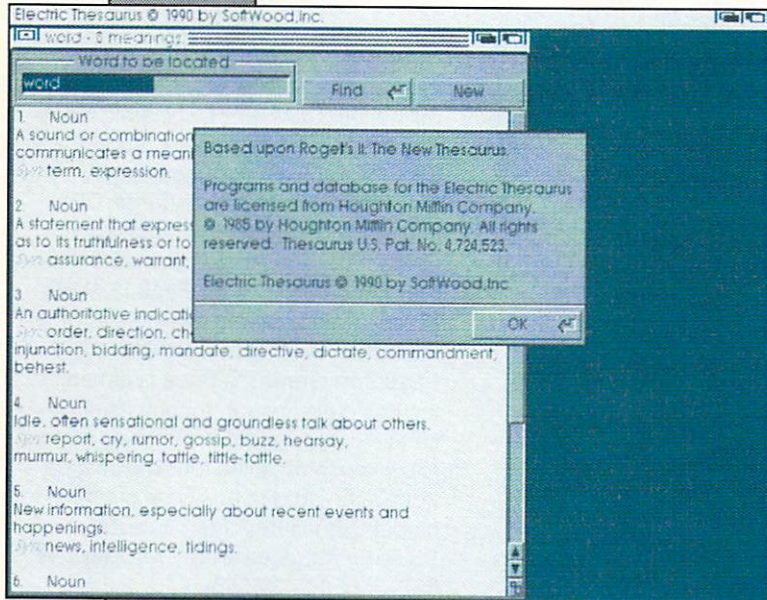 Electric Thesaurus © 1990 by SoftWood,Inc.
word - 8 meanings
Word to be located
word
Find
New
1. Noun
A sound or combination
communicates a meani
Syn: term, expression.
2. Noun
A statement that express
as to its truthfulness or to
Syn: assurance, warrant,
3. Noun
An authoritative indicati
Syn: order, direction, ch
injunction, bidding, mandate, directive, dictate, commandment,
behest.
4. Noun
Idle, often sensational and groundless talk about others.
Syn: report, cry, rumor, gossip, buzz, hearsay,
murmur, whispering, tattle, tittle-tattle.
5. Noun
New information, especially about recent events and
happenings.
Syn: news, intelligence, tidings.
6. Noun
Based upon Roget's II: The New Thesaurus.
Programs and database for the Electric Thesaurus
are licensed from Houghton Mifflin Company.
© 1985 by Houghton Mifflin Company. All rights
reserved. Thesaurus U.S. Pat. No. 4,724,523.
Electric Thesaurus © 1990 by SoftWood,Inc
OK